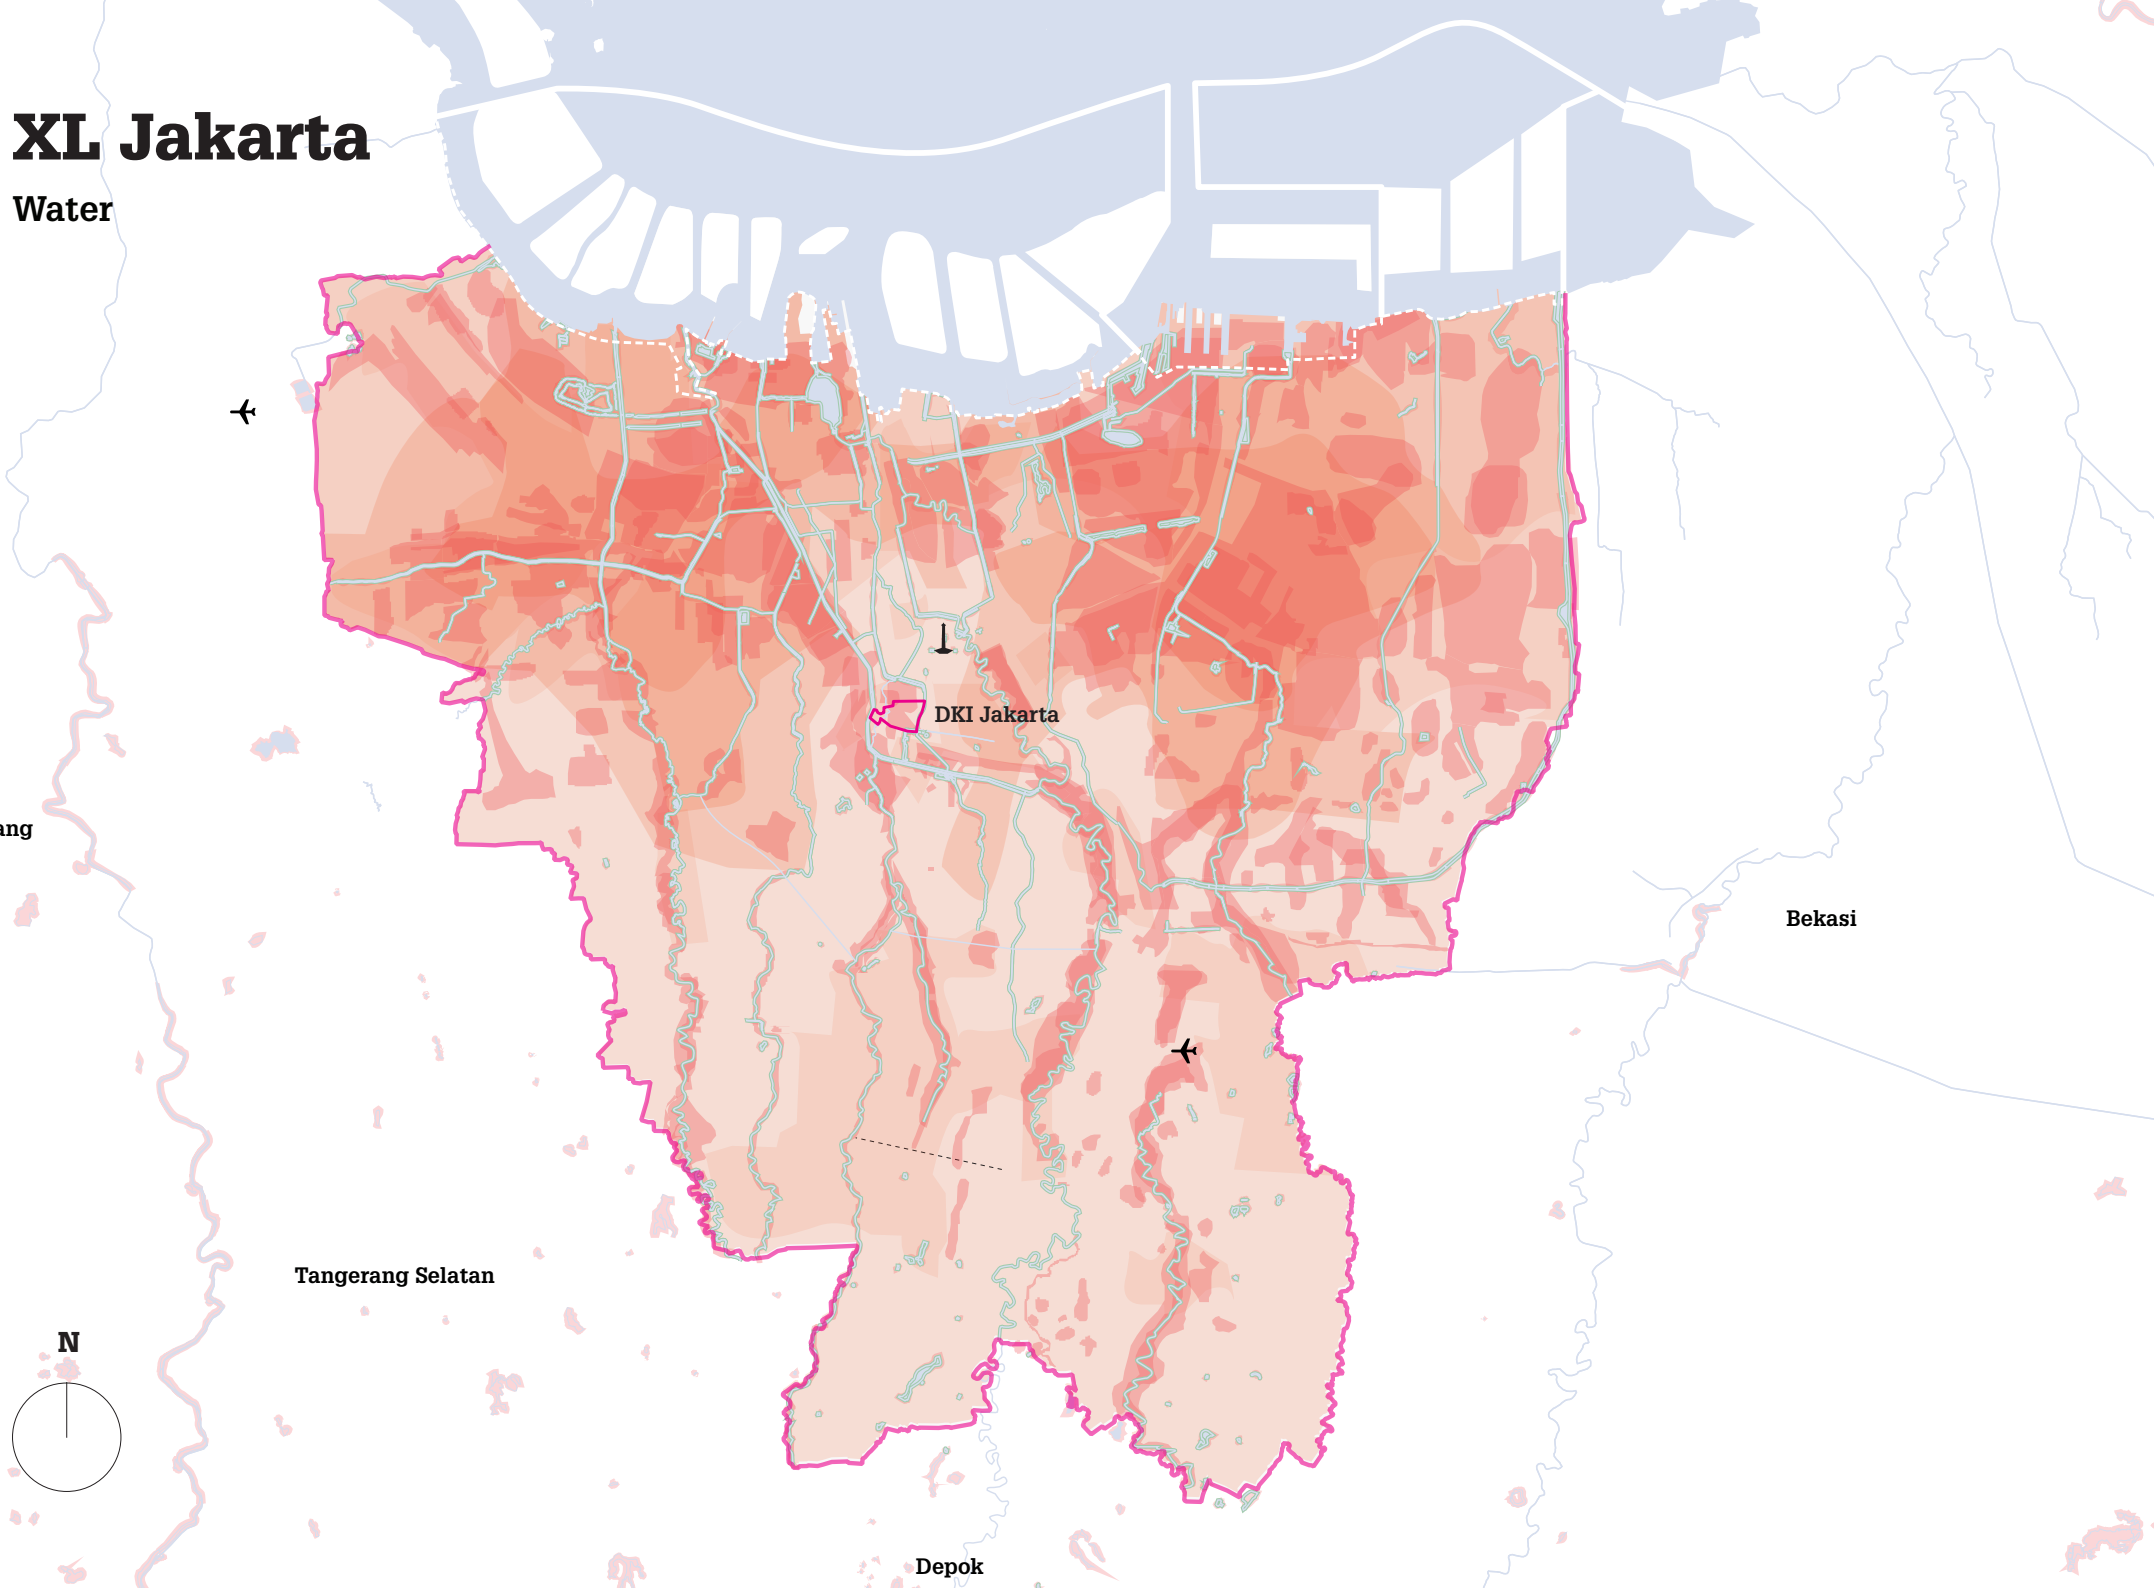 XL Jakarta
Water
DKI Jakarta
ang
Bekasi
Tangerang Selatan
N
Depok